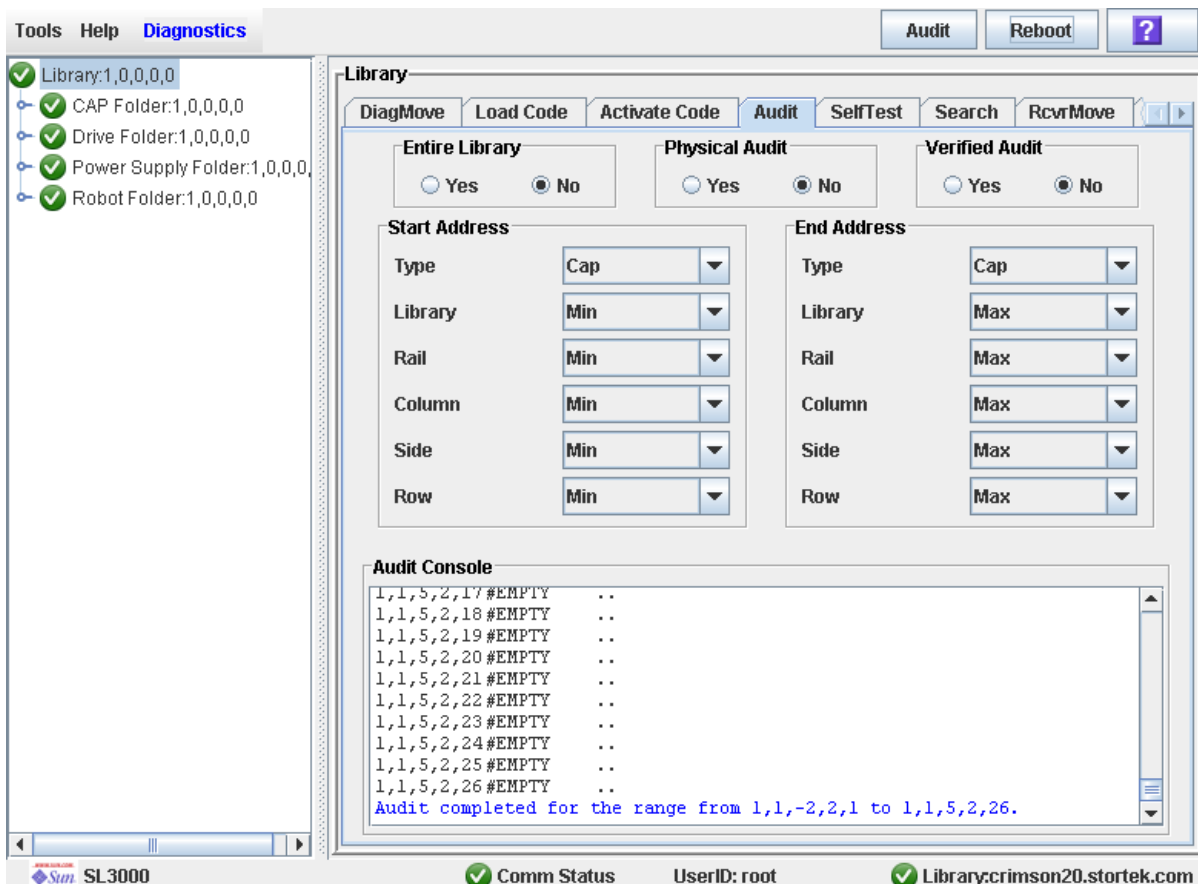 Tools Help Diagnostics Audit Reboot ?
Library:1,0,0,0,0
CAP Folder:1,0,0,0,0
Drive Folder:1,0,0,0,0
Power Supply Folder:1,0,0,0,
Robot Folder:1,0,0,0,0
Library
DiagMove Load Code Activate Code Audit SelfTest Search RcvrMove
Entire Library Physical Audit Verified Audit
Yes No Yes No Yes No
Start Address End Address
Type Cap Type Cap
Library Min Library Max
Rail Min Rail Max
Column Min Column Max
Side Min Side Max
Row Min Row Max
Audit Console
1,1,5,2,17#EMPTY ..
1,1,5,2,18#EMPTY ..
1,1,5,2,19#EMPTY ..
1,1,5,2,20#EMPTY ..
1,1,5,2,21#EMPTY ..
1,1,5,2,22#EMPTY ..
1,1,5,2,23#EMPTY ..
1,1,5,2,24#EMPTY ..
1,1,5,2,25#EMPTY ..
1,1,5,2,26#EMPTY ..
Audit completed for the range from 1,1,-2,2,1 to 1,1,5,2,26.
Sun SL3000 Comm Status UserID: root Library:crimson20.stortek.com